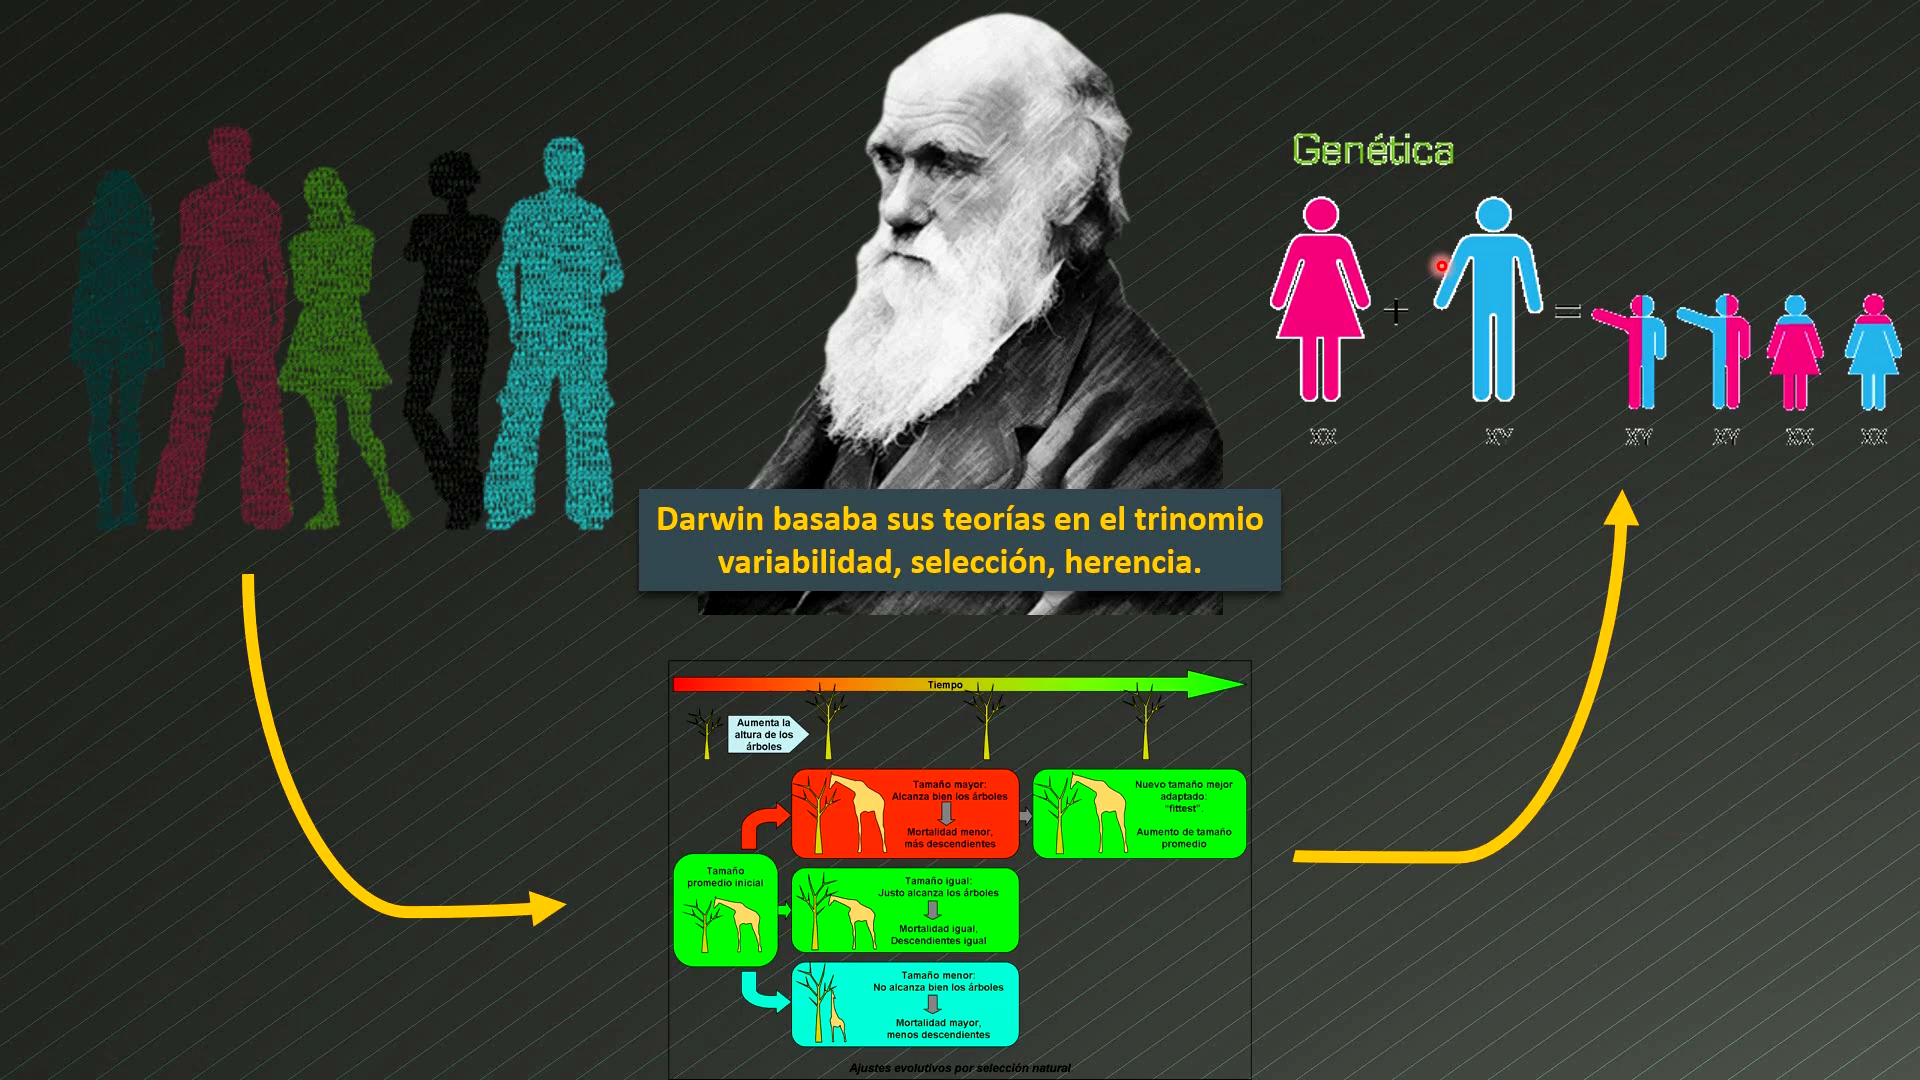 Genética
XX
XY
XY
XY
XX
XX
Darwin basaba sus teorías en el trinomio
variabilidad, selección, herencia.
Tiempo
Aumenta la
altura de los
árboles
Tamaño mayor:
Alcanza bien los árboles
Mortalidad menor,
más descendientes
Nuevo tamaño mejor
adaptado:
"fittest".
Aumento de tamaño
promedio
Tamaño
promedio inicial
Tamaño igual:
Justo alcanza los árboles
Mortalidad igual,
Descendientes igual
Tamaño menor:
No alcanza bien los árboles
Mortalidad mayor,
menos descendientes
Ajustes evolutivos por selección natural